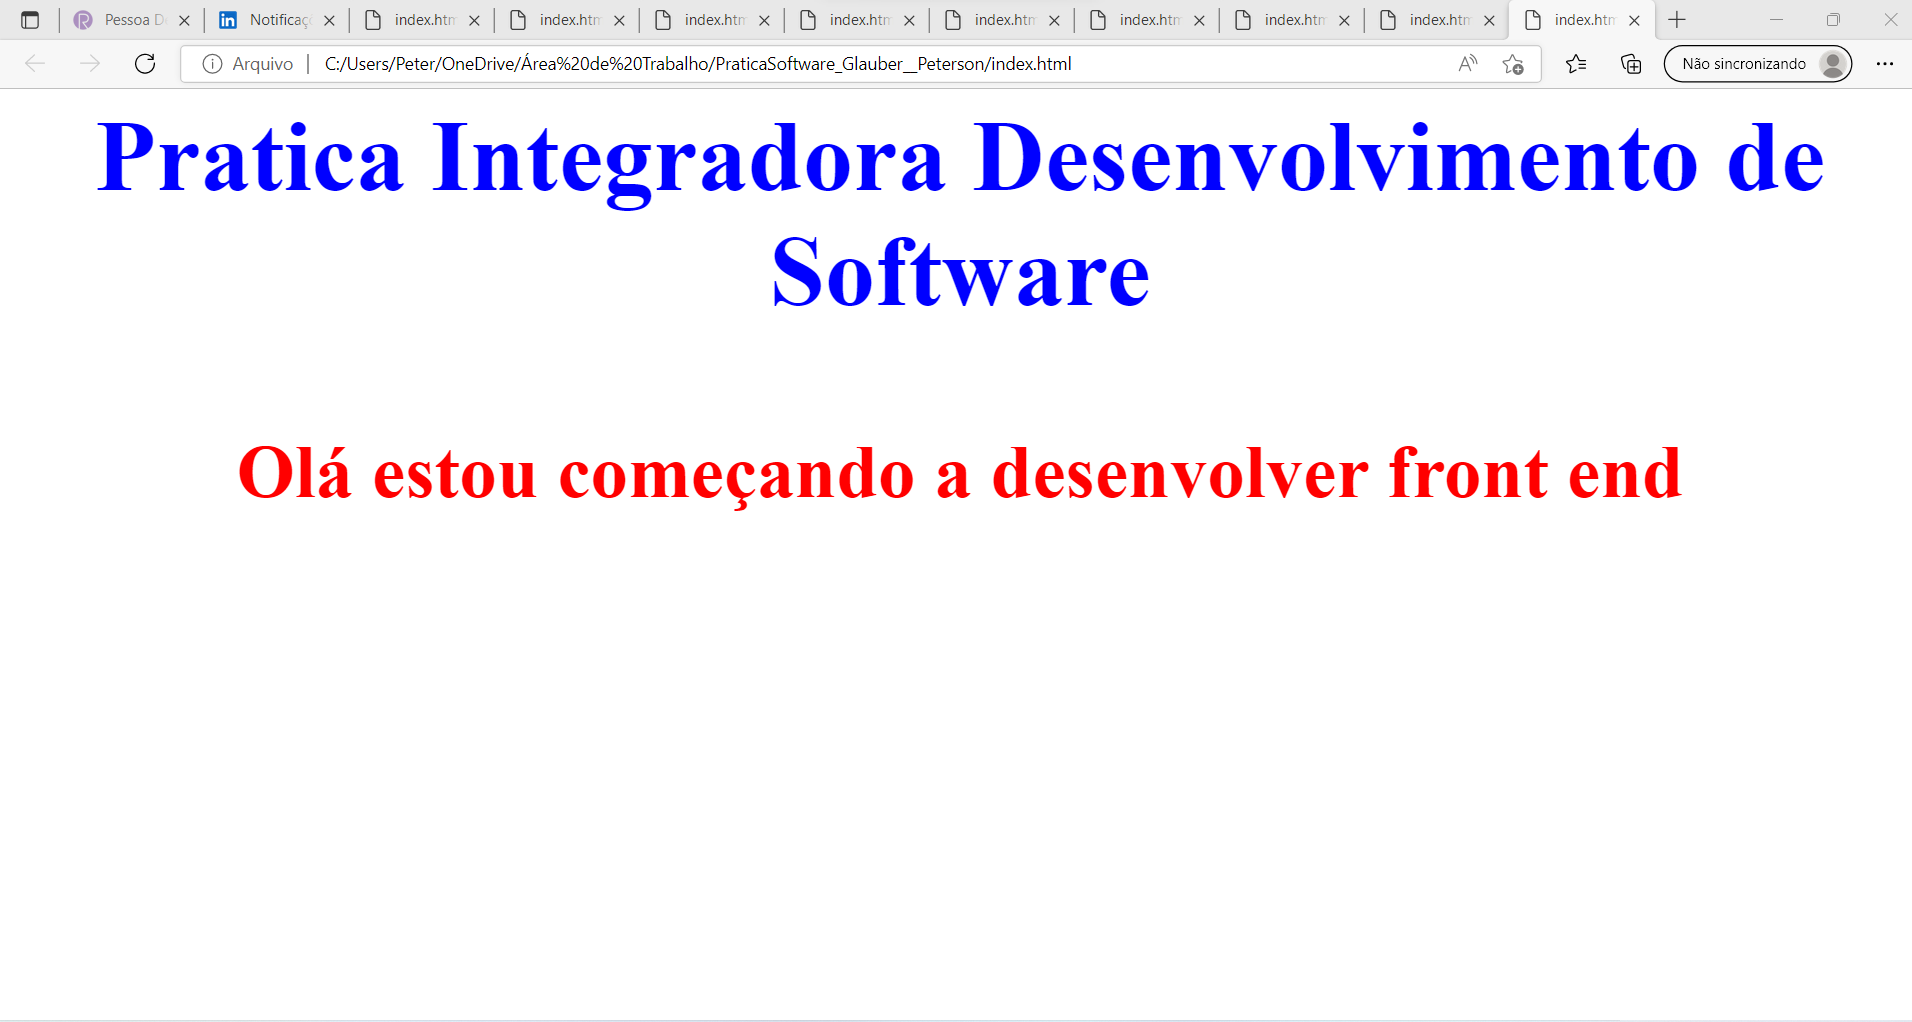 Pessoa D
Notificaç
index.htm
index.htm
index.htm
index.htm
index.htm
index.htm
index.htm
index.htm
index.htm
Arquivo
C:/Users/Peter/OneDrive/Área%20de%20Trabalho/PraticaSoftware_Glauber__Peterson/index.html
Não sincronizando
Pratica Integradora Desenvolvimento de
Software
Olá estou começando a desenvolver front end